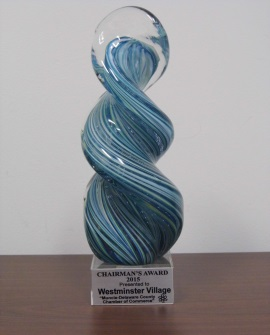 CHAIRMAN'S AWARD
2015
Presented to
Westminster Village
"Muncie-Delaware County
Chamber of Commerce"